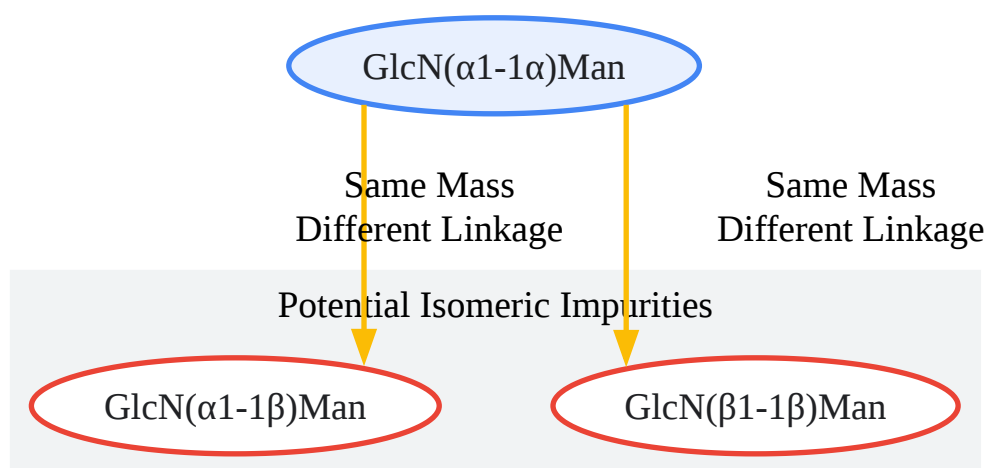 GlcN(α1-1α)Man
Same Mass
Different Linkage
Same Mass
Different Linkage
Potential Isomeric Impurities
GlcN(α1-1β)Man
GlcN(β1-1β)Man